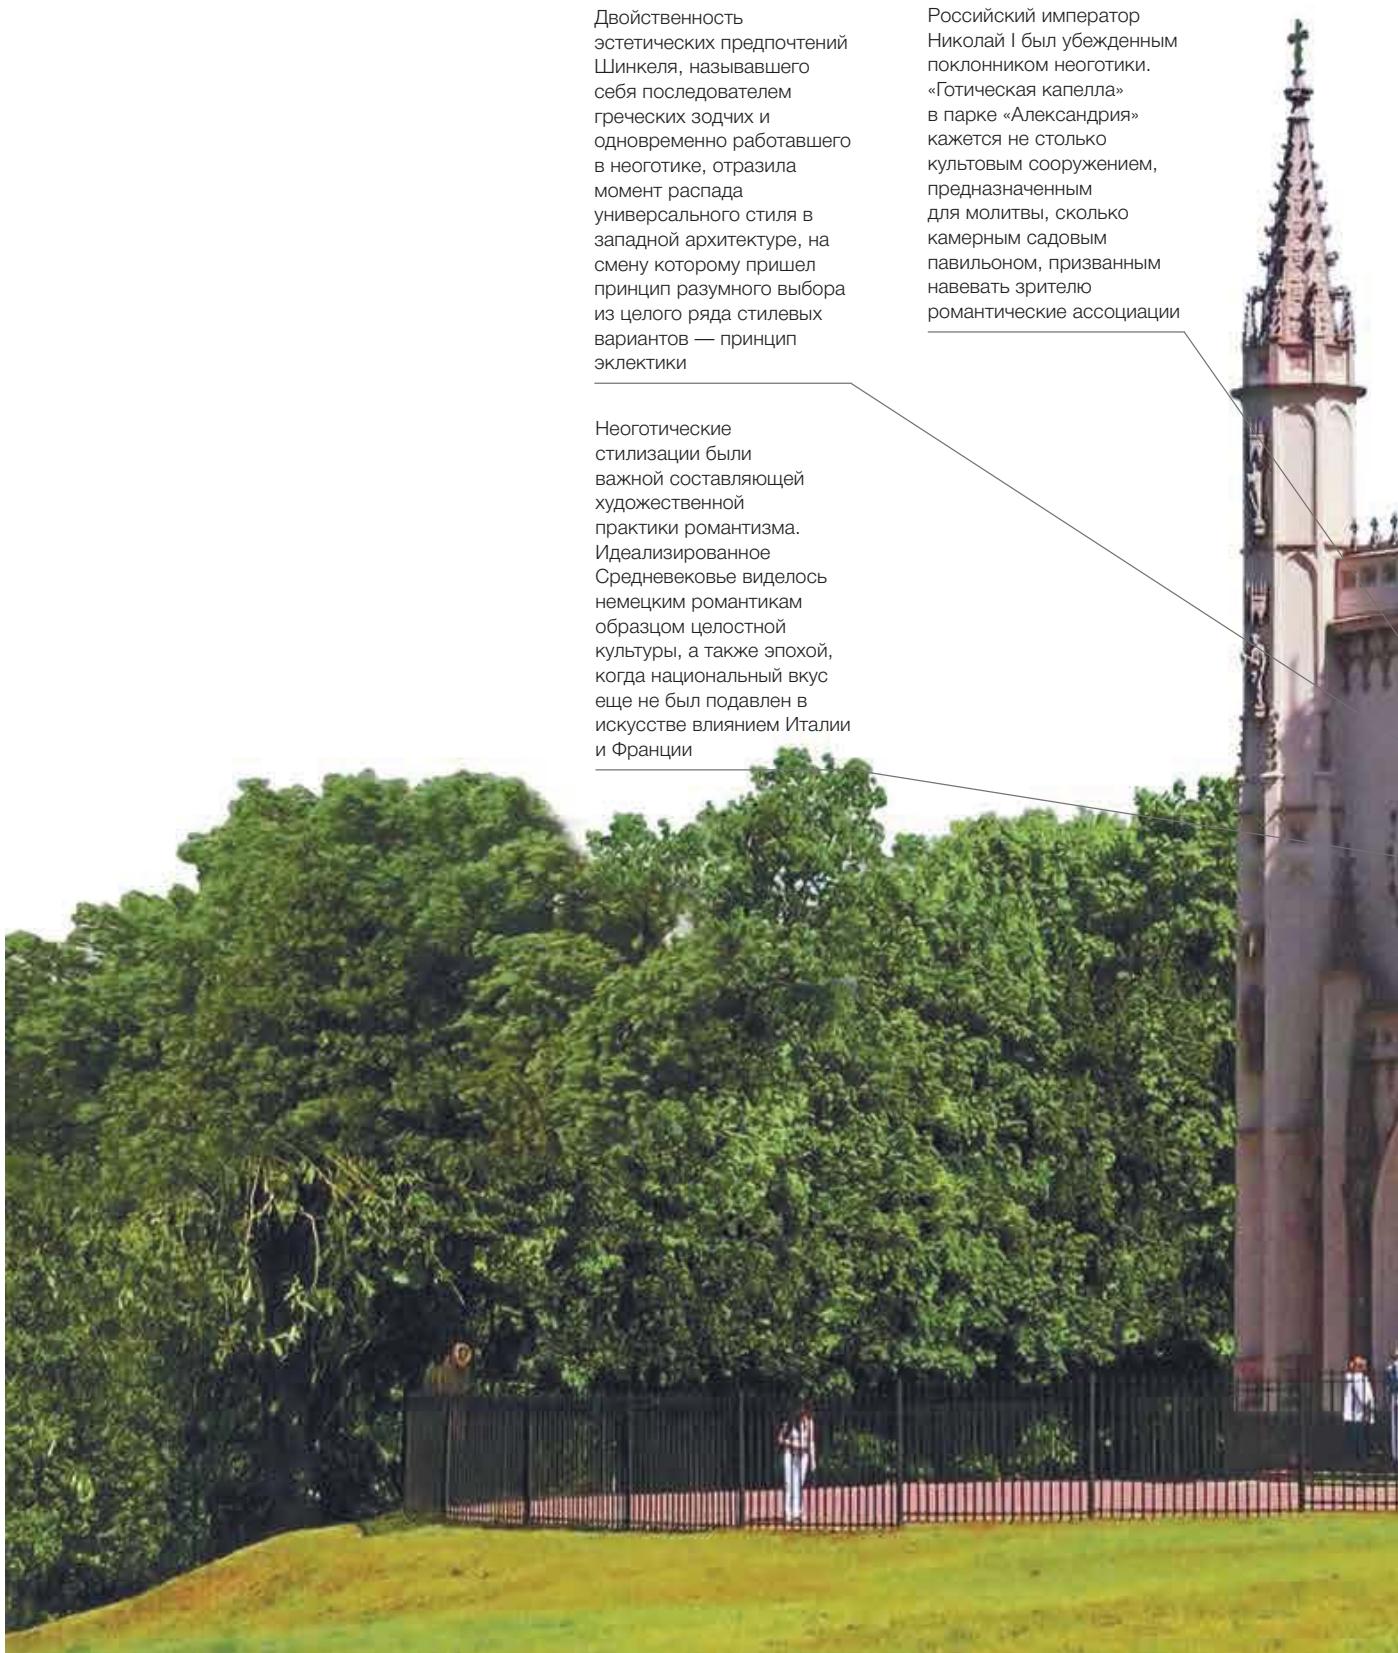 Двойственность
эстетических предпочтений
Шинкеля, называвшего
себя последователем
греческих зодчих и
одновременно работавшего
в неоготике, отразила
момент распада
универсального стиля в
западной архитектуре, на
смену которому пришел
принцип разумного выбора
из целого ряда стилевых
вариантов — принцип
эклектики
Неоготические
стилизации были
важной составляющей
художественной
практики романтизма.
Идеализированное
Средневековье виделось
немецким романтикам
образцом целостной
культуры, а также эпохой,
когда национальный вкус
еще не был подавлен в
искусстве влиянием Италии
и Франции
Российский император
Николай I был убежденным
поклонником неоготики.
«Готическая капелла»
в парке «Александрия»
кажется не столько
культовым сооружением,
предназначенным
для молитвы, сколько
камерным садовым
павильоном, призванным
навевать зрителю
романтические ассоциации